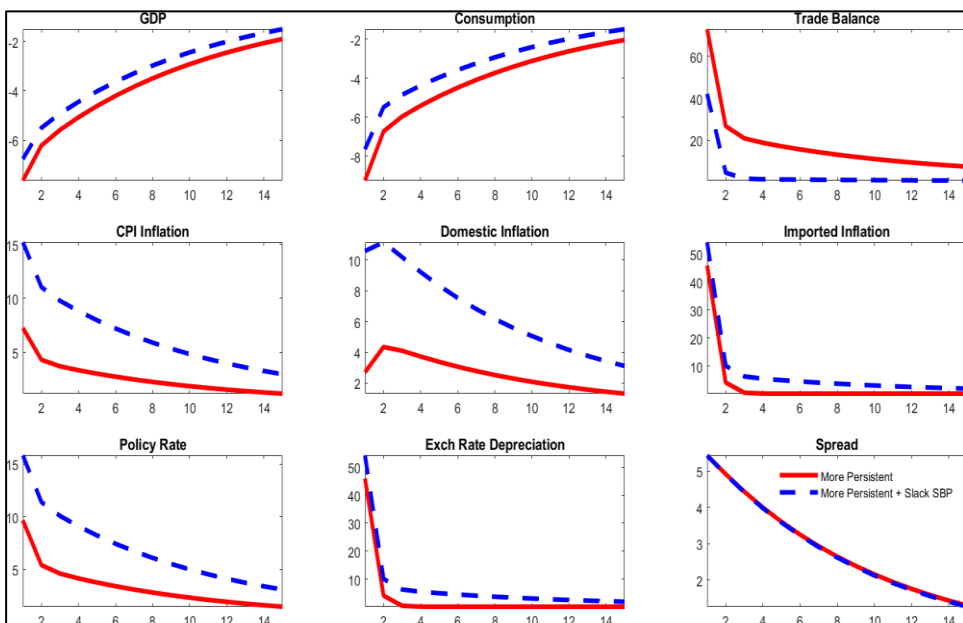 GDP
Consumption
Trade Balance
-2
-4
-6
2 4 6 8 10 12 14
-2
-4
-6
-8
2 4 6 8 10 12 14
60
40
20
2 4 6 8 10 12 14
CPI Inflation
Domestic Inflation
Imported Inflation
15
10
5
2 4 6 8 10 12 14
10
8
6
4
2
2 4 6 8 10 12 14
50
40
30
20
10
2 4 6 8 10 12 14
Policy Rate
Exch Rate Depreciation
Spread
15
10
5
2 4 6 8 10 12 14
50
40
30
20
10
2 4 6 8 10 12 14
5
4
3
2
More Persistent
More Persistent + Slack SBP
2 4 6 8 10 12 14